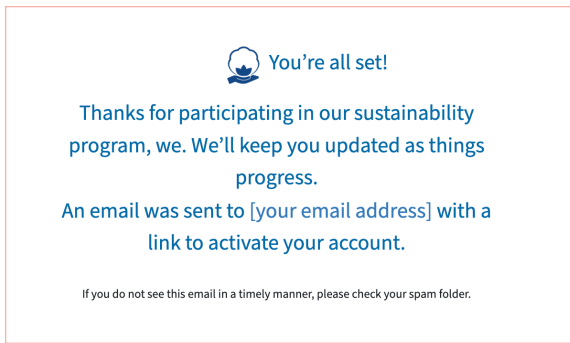 You’re all set!
Thanks for participating in our sustainability
program, we. We’ll keep you updated as things
progress.
An email was sent to [your email address] with a
link to activate your account.
If you do not see this email in a timely manner, please check your spam folder.